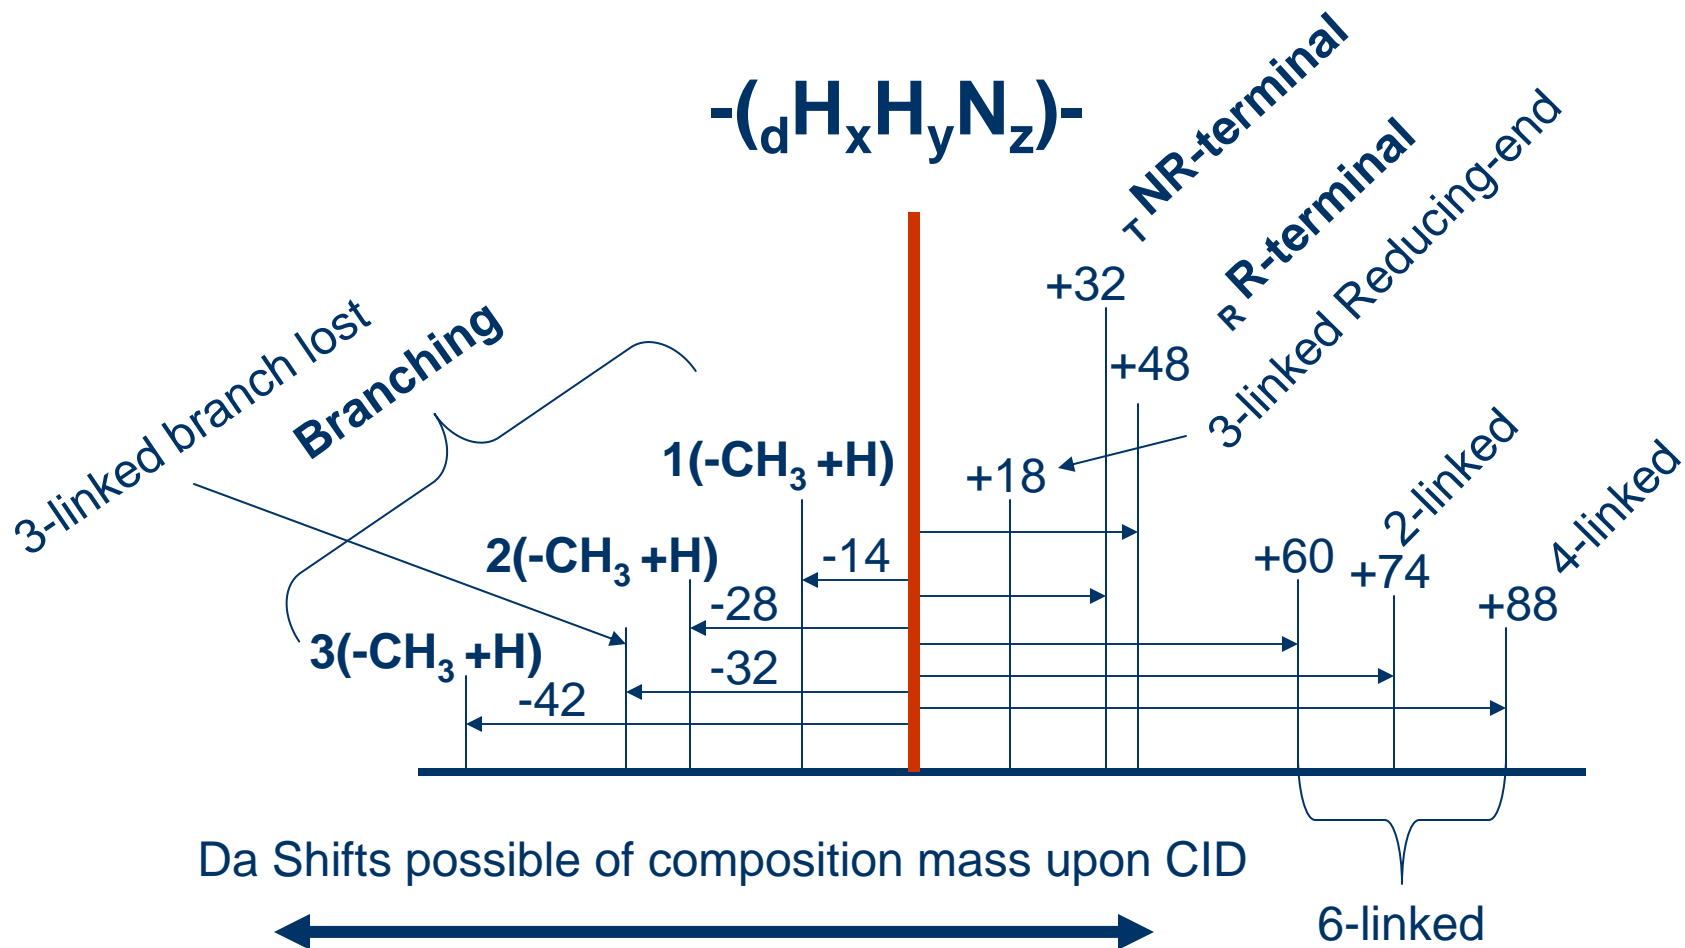 -(dHxHyNz)-
T NR-terminal
R R-terminal
3-linked Reducing-end
+32
+48
+18
3-linked branch lost
Branching
1(-CH3 +H)
2(-CH3 +H)
3(-CH3 +H)
-14
-28
-32
-42
+60
+74
+88
2-linked
4-linked
Da Shifts possible of composition mass upon CID
6-linked